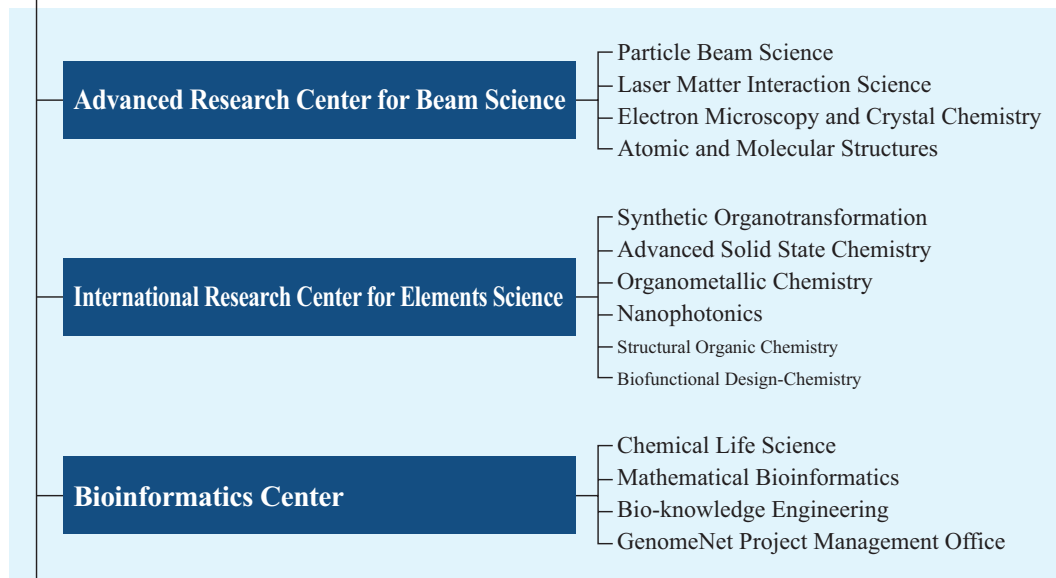 Advanced Research Center for Beam Science
Particle Beam Science
Laser Matter Interaction Science
Electron Microscopy and Crystal Chemistry
Atomic and Molecular Structures
International Research Center for Elements Science
Synthetic Organotransformation
Advanced Solid State Chemistry
Organometallic Chemistry
Nanophotonics
Structural Organic Chemistry
Biofunctional Design-Chemistry
Bioinformatics Center
Chemical Life Science
Mathematical Bioinformatics
Bio-knowledge Engineering
GenomeNet Project Management Office